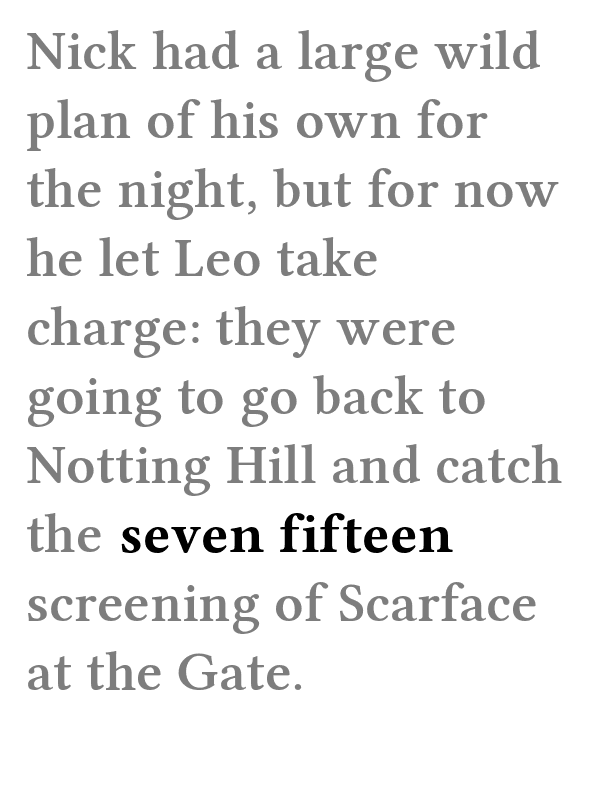 Nick had a large wild
plan of his own for
the night, but for now
he let Leo take
charge: they were
going to go back to
Notting Hill and catch
the seven fifteen
screening of Scarface
at the Gate.